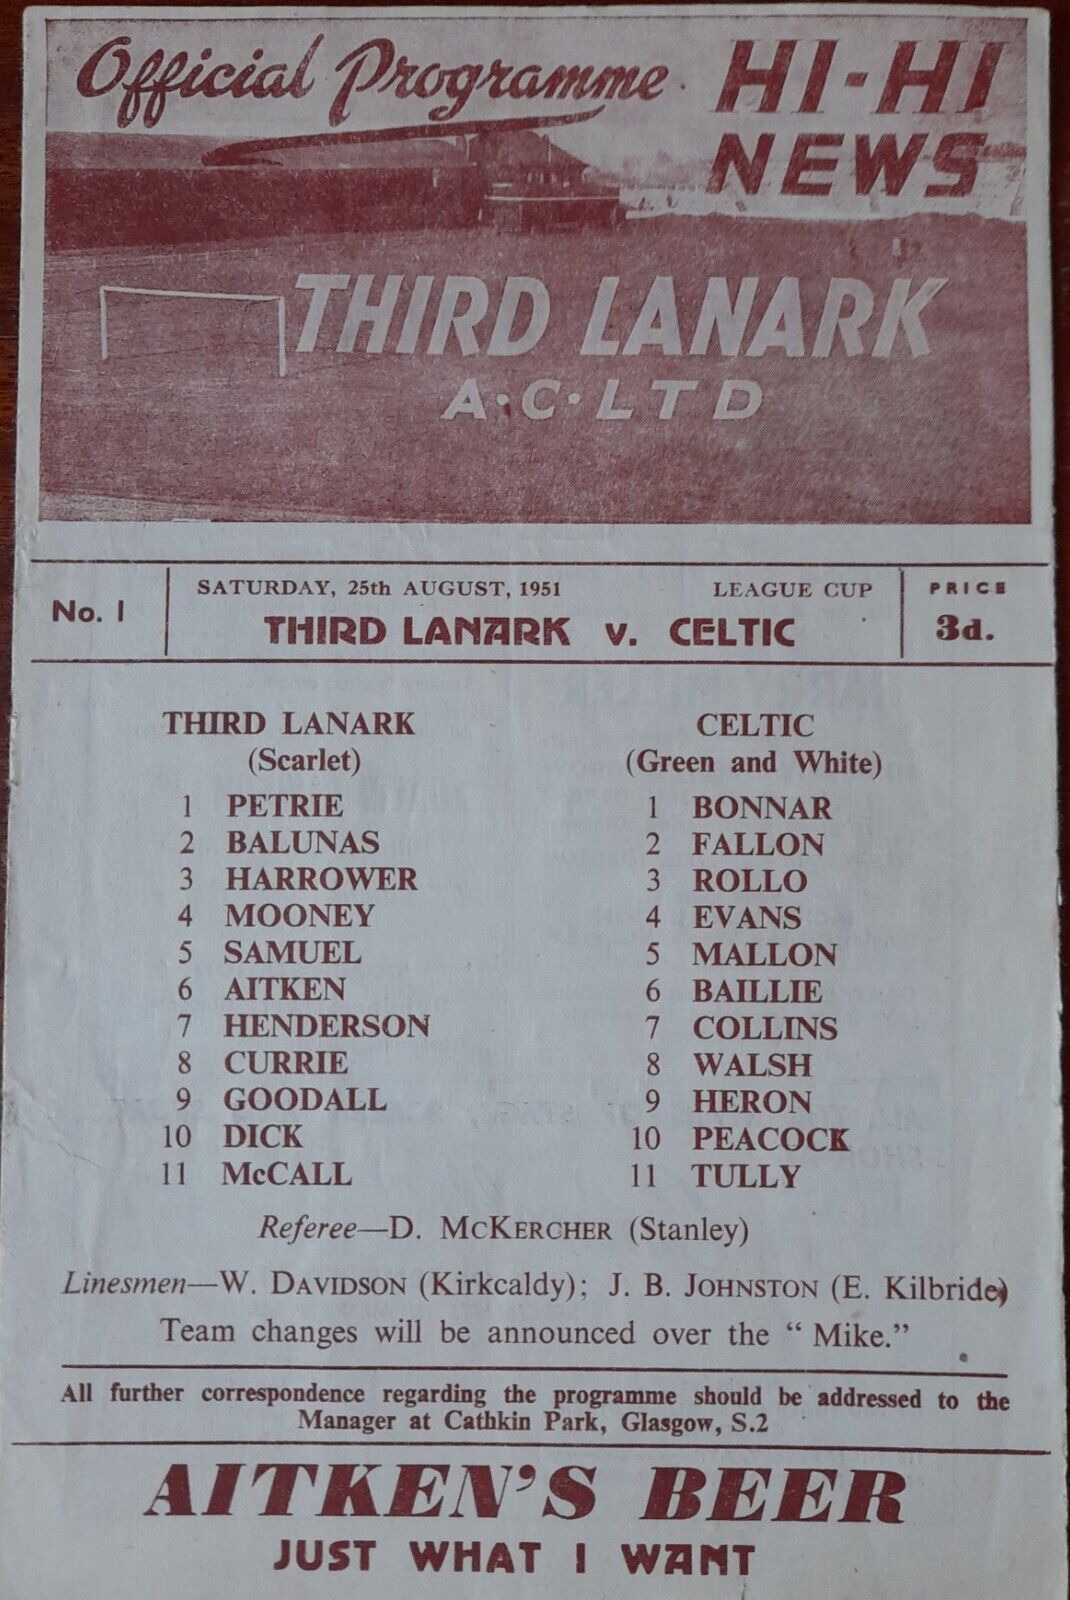 Official Programme HI-HI
NEWS
THIRD LANARK
A·C·LTD
No. 1
SATURDAY, 25th AUGUST, 1951 LEAGUE CUP
THIRD LANARK v. CELTIC
PRICE
3d.
THIRD LANARK
(Scarlet)
1 PETRIE
2 BALUNAS
3 HARROWER
4 MOONEY
5 SAMUEL
6 AITKEN
7 HENDERSON
8 CURRIE
9 GOODALL
10 DICK
11 McCALL
CELTIC
(Green and White)
1 BONNAR
2 FALLON
3 ROLLO
4 EVANS
5 MALLON
6 BAILLIE
7 COLLINS
8 WALSH
9 HERON
10 PEACOCK
11 TULLY
Referee—D. McKERCHER (Stanley)
Linesmen—W. DAVIDSON (Kirkcaldy); J. B. JOHNSTON (E. Kilbride)
Team changes will be announced over the " Mike."
All further correspondence regarding the programme should be addressed to the
Manager at Cathkin Park, Glasgow, S.2
AITKEN'S BEER
JUST WHAT I WANT